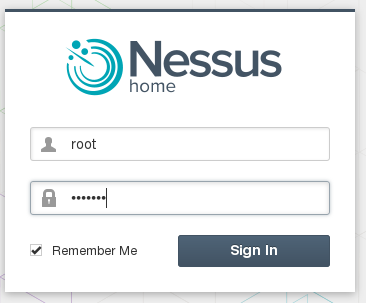 Nessus
home
root
•••••••
Remember Me
Sign In